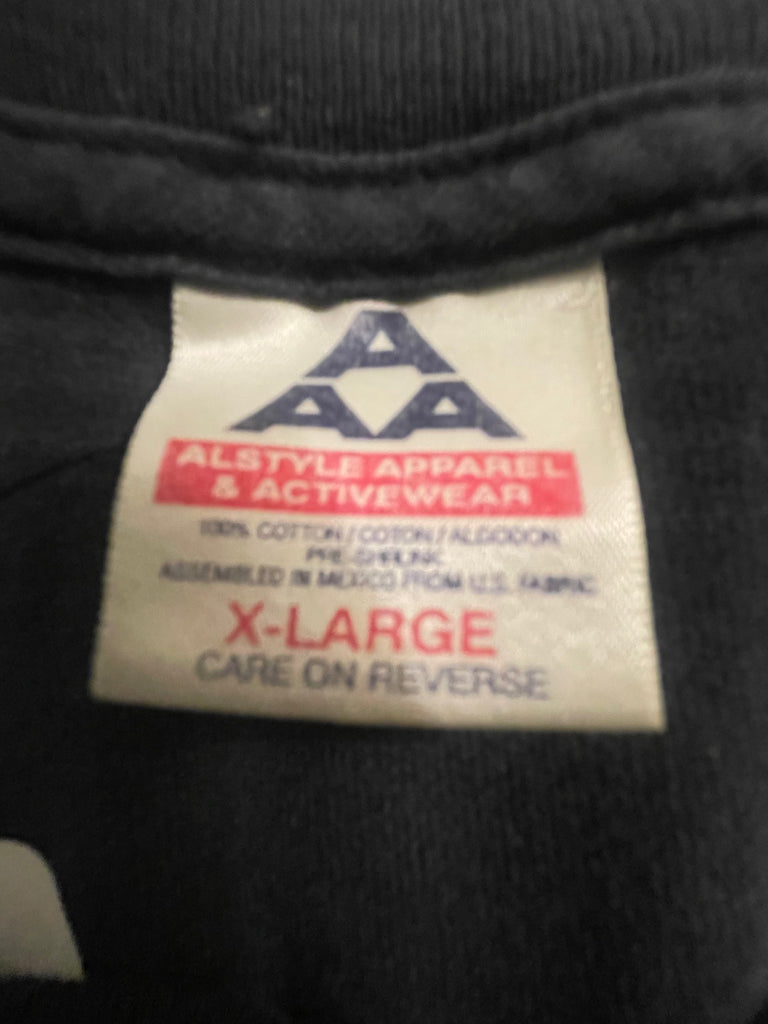 A
A A
ALSTYLE APPAREL
& ACTIVEWEAR
100% COTTON / COTON / ALGODON
PRE-SHRUNK
ASSEMBLED IN MEXICO FROM U.S. FABRIC
X-LARGE
CARE ON REVERSE